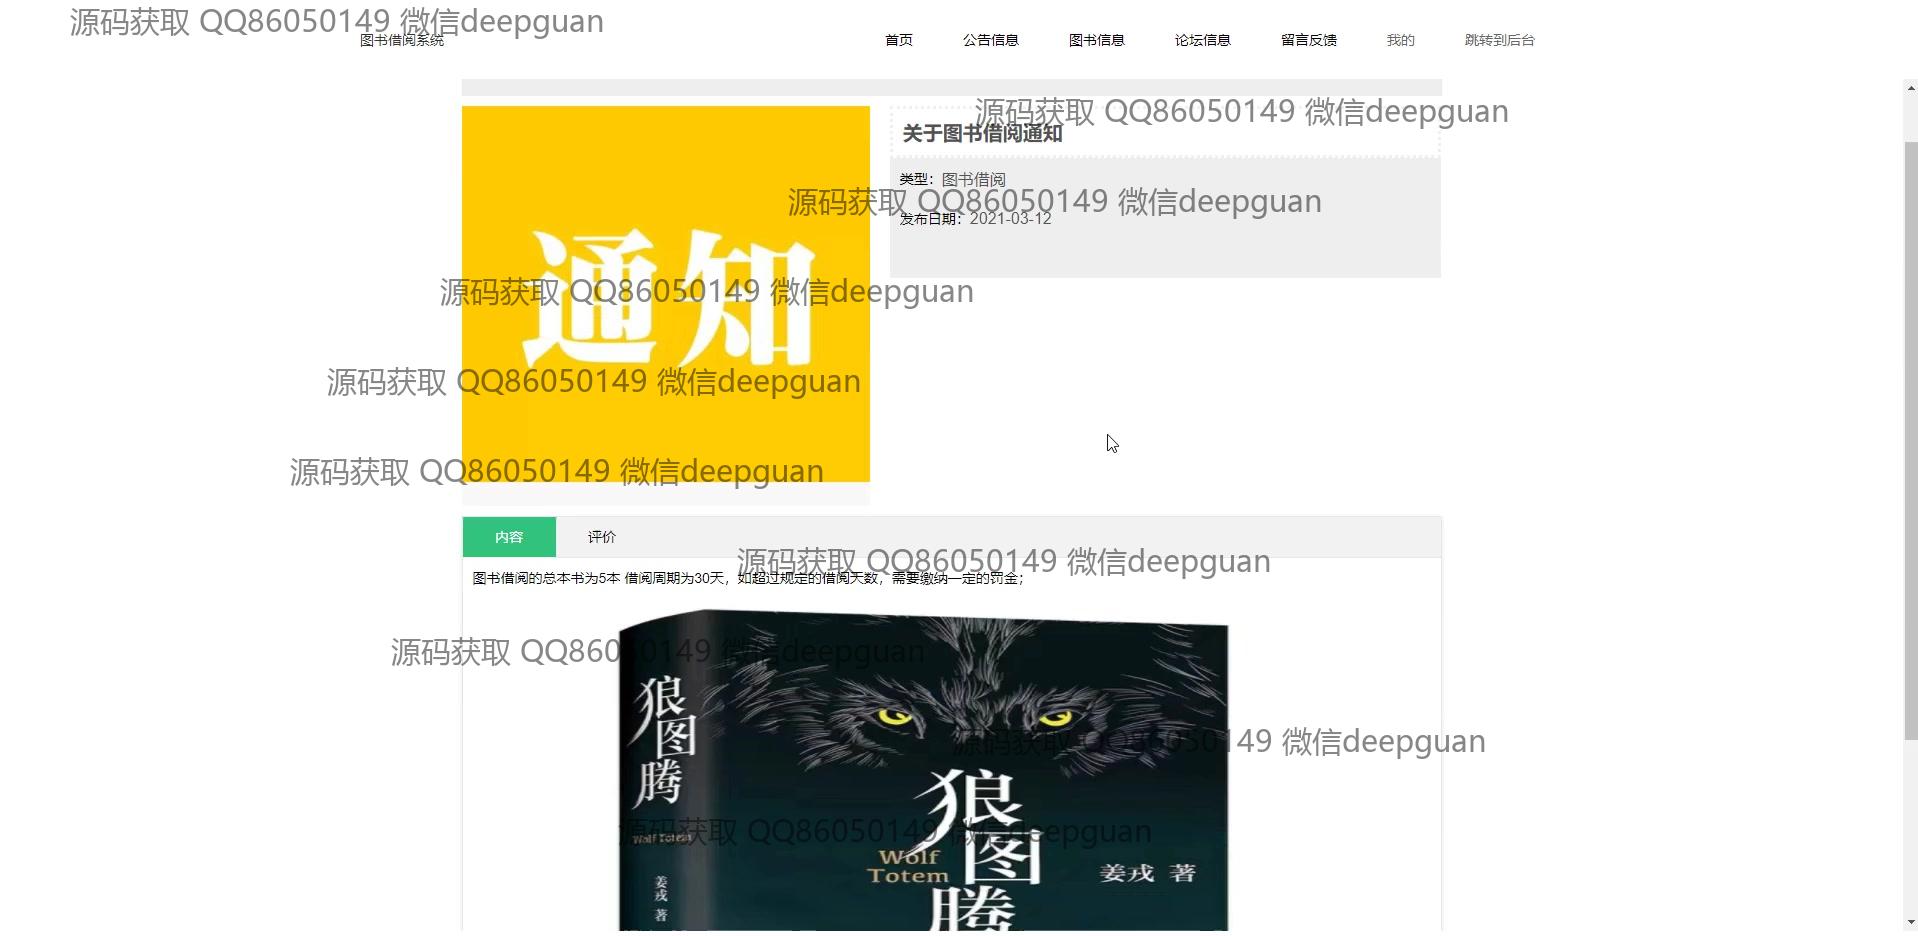 源码获取 QQ86050149 微信deepguan
图书借阅系统
首页 公告信息 图书信息 论坛信息 留言反馈 我的 跳转到后台
源码获取 QQ86050149 微信deepguan
关于图书借阅通知
类型：图书借阅
源码获取 QQ86050149 微信deepguan
发布日期：2021-03-12
通知
源码获取 QQ86050149 微信deepguan
源码获取 QQ86050149 微信deepguan
源码获取 QQ86050149 微信deepguan
内容 评价
源码获取 QQ86050149 微信deepguan
图书借阅的总本书为5本 借阅周期为30天，如超过规定的借阅天数，需要缴纳一定的罚金；
源码获取 QQ86050149 微信deepguan
狼图腾
Wolf Totem
姜戎 著
源码获取 QQ86050149 微信deepguan
狼图腾
源码获取 QQ86050149 微信deepguan
Wolf
Totem
姜戎 著